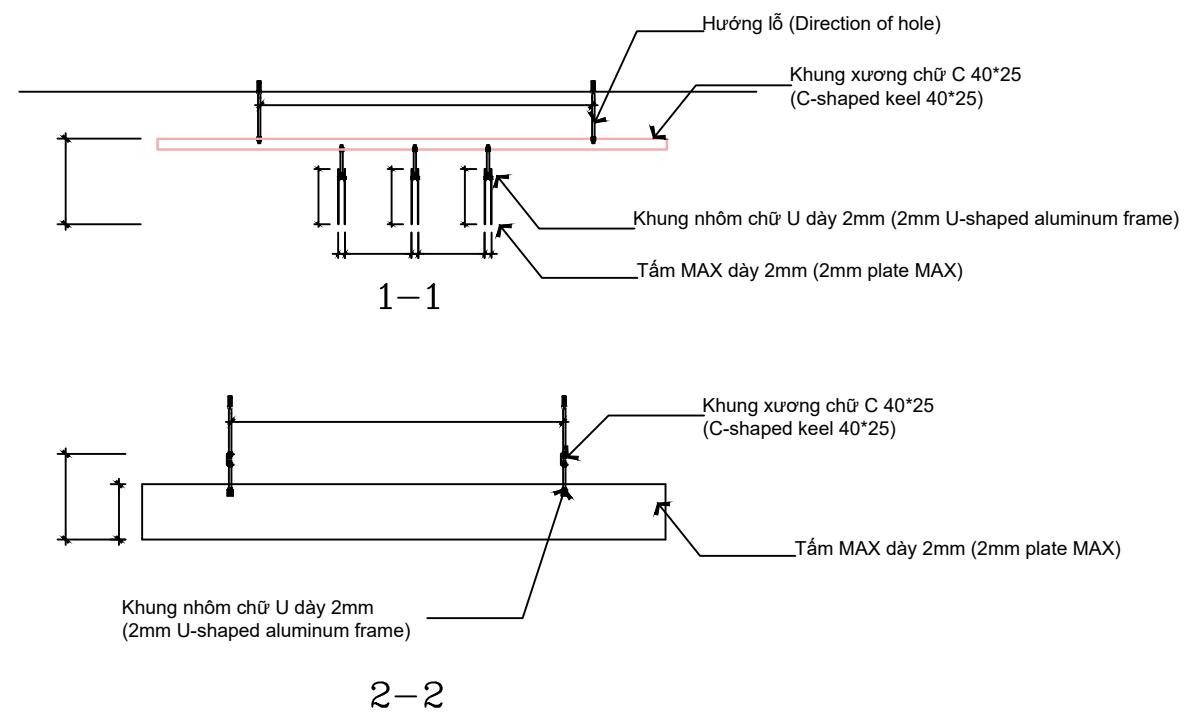 Hướng lỗ (Direction of hole)
Khung xương chữ C 40*25
(C-shaped keel 40*25)
Khung nhôm chữ U dày 2mm (2mm U-shaped aluminum frame)
Tấm MAX dày 2mm (2mm plate MAX)
1-1
Khung xương chữ C 40*25
(C-shaped keel 40*25)
Tấm MAX dày 2mm (2mm plate MAX)
Khung nhôm chữ U dày 2mm
(2mm U-shaped aluminum frame)
2-2